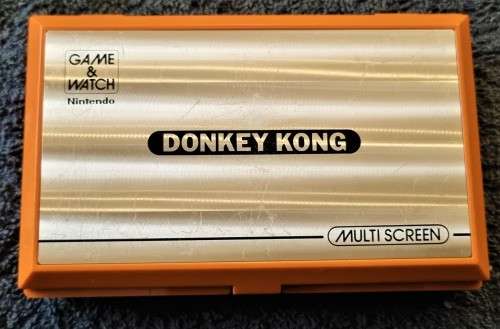 GAME
&
WATCH
Nintendo
DONKEY KONG
MULTI SCREEN